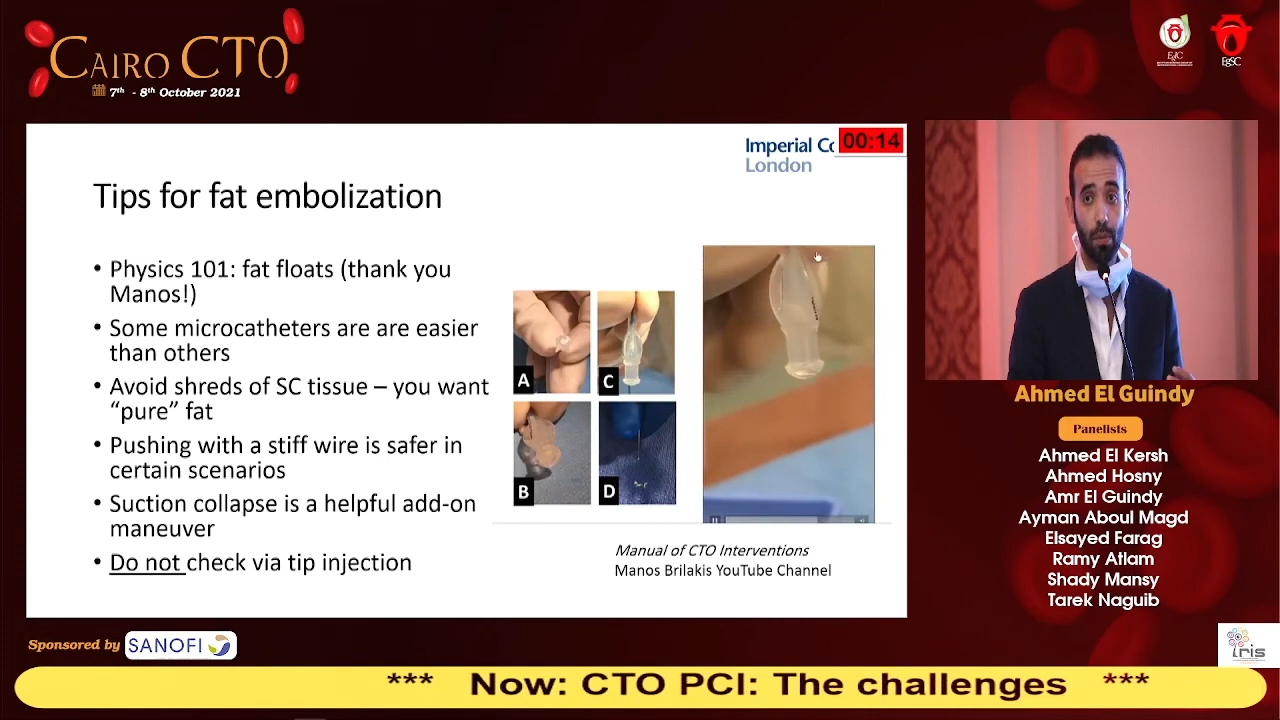 CAIRO CTO
7th - 8th October 2021
EgSC
Imperial Co
London
00:14
Tips for fat embolization
• Physics 101: fat floats (thank you
Manos!)
• Some microcatheters are are easier
than others
• Avoid shreds of SC tissue – you want
“pure” fat
• Pushing with a stiff wire is safer in
certain scenarios
• Suction collapse is a helpful add-on
maneuver
• Do not check via tip injection
A
C
B
D
Manual of CTO Interventions
Manos Brilakis YouTube Channel
Ahmed El Guindy
Panelists
Ahmed El Kersh
Ahmed Hosny
Amr El Guindy
Ayman Aboul Magd
Elsayed Farag
Ramy Atlam
Shady Mansy
Tarek Naguib
Sponsored by SANOFI
iris
*** Now: CTO PCI: The challenges ***